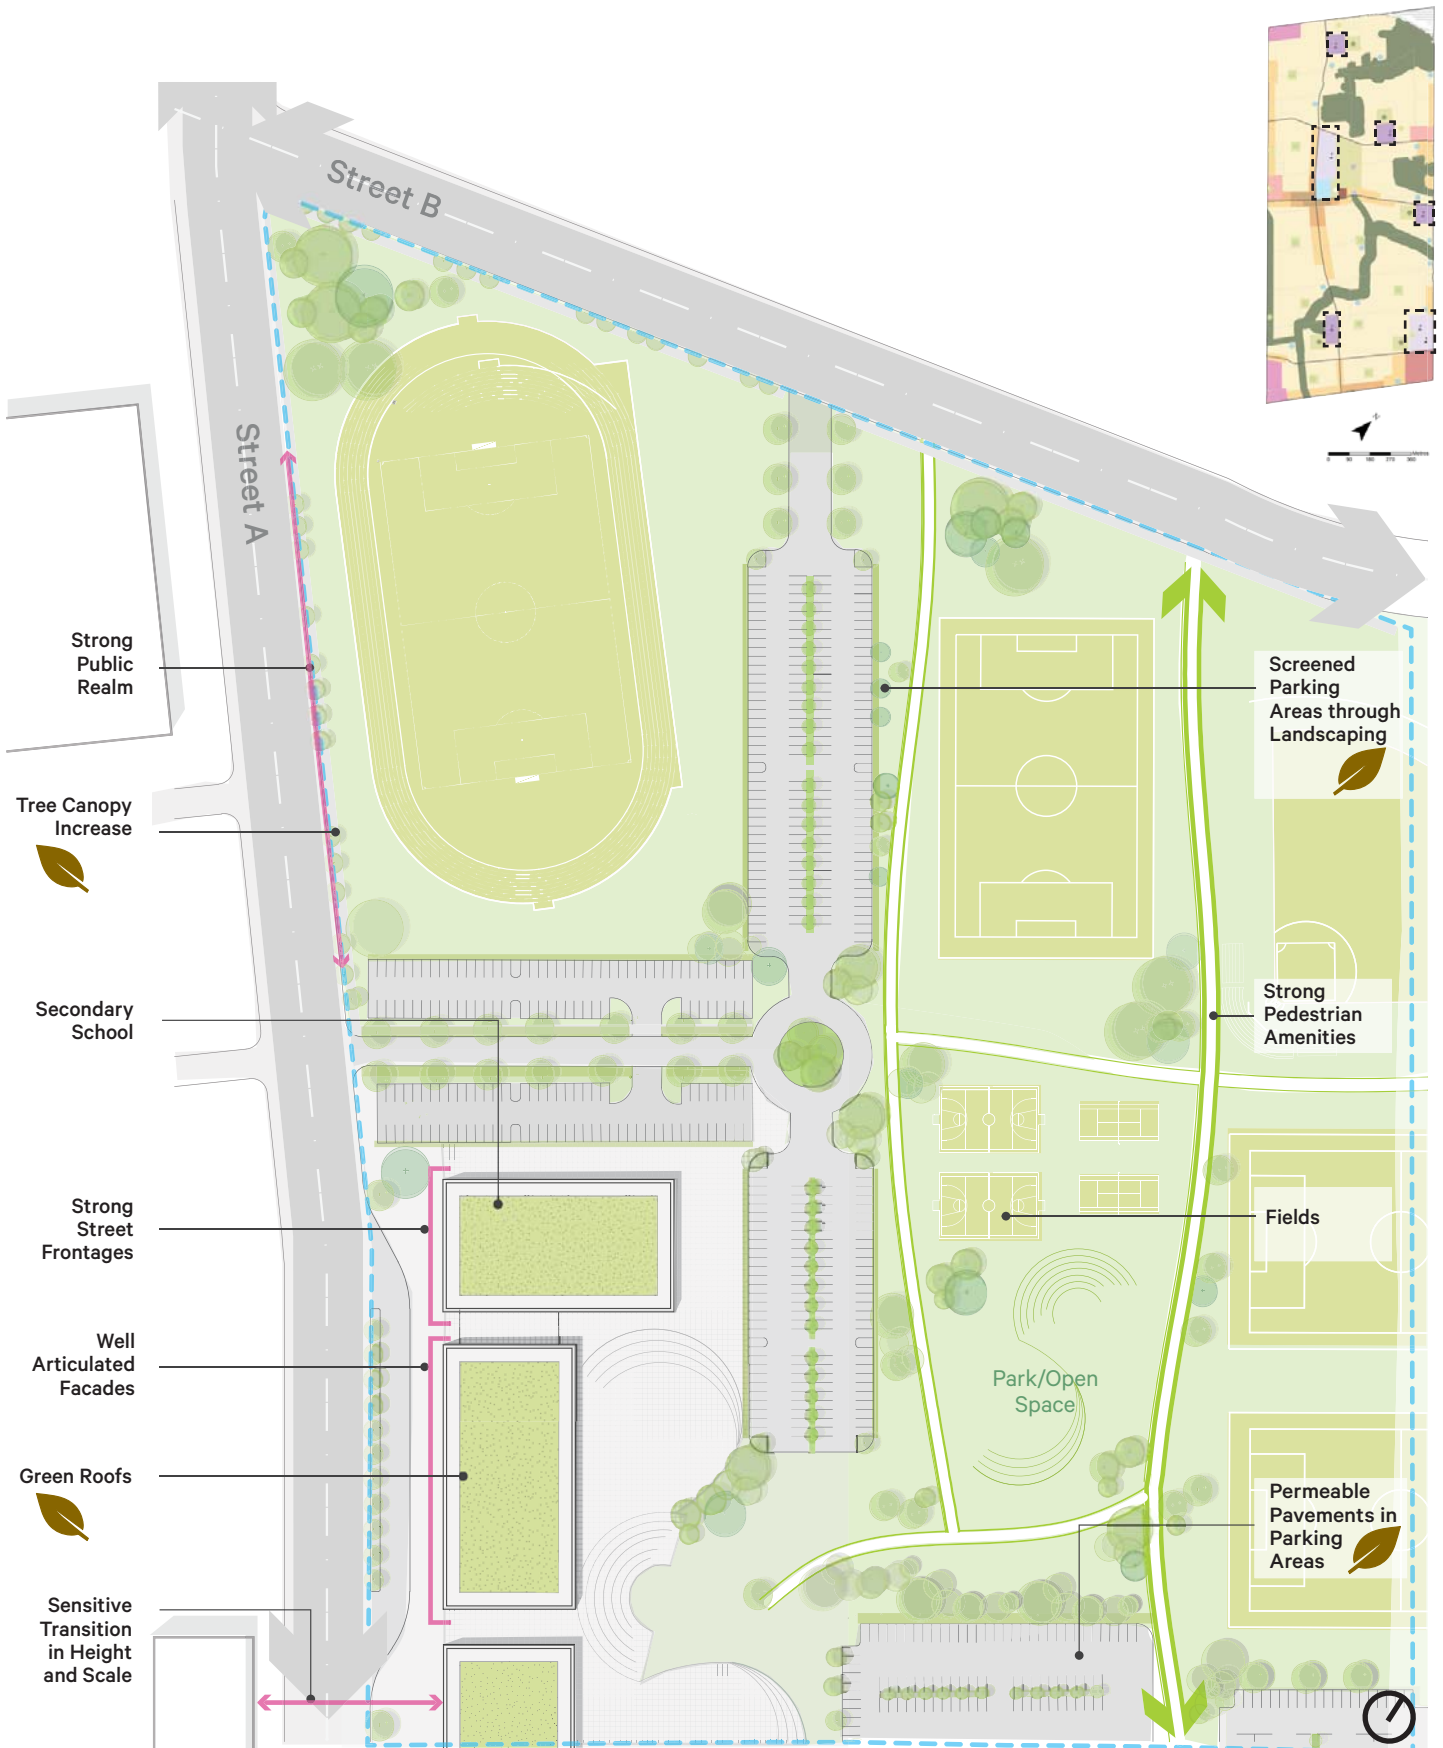 Street B
Street A
Strong
Public
Realm
Tree Canopy
Increase
Secondary
School
Strong
Street
Frontages
Well
Articulated
Facades
Green Roofs
Sensitive
Transition
in Height
and Scale
Screened
Parking
Areas through
Landscaping
Strong
Pedestrian
Amenities
Fields
Park/Open
Space
Permeable
Pavements in
Parking
Areas